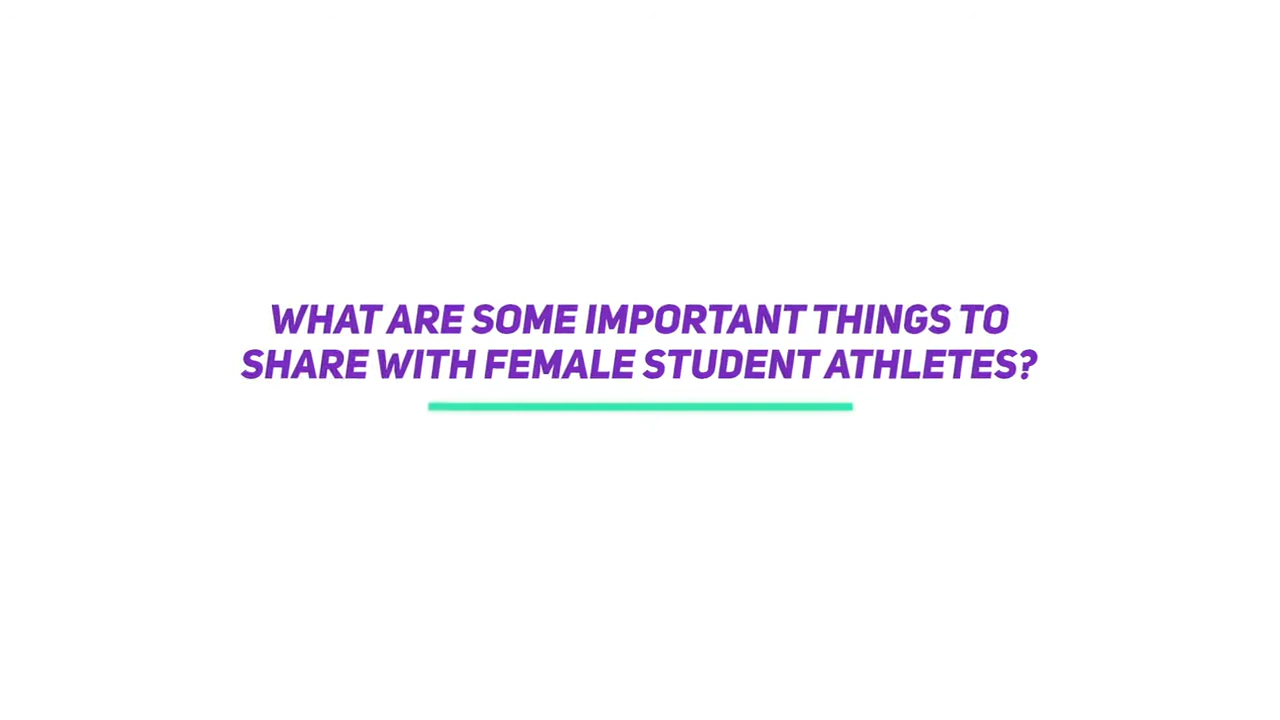 WHAT ARE SOME IMPORTANT THINGS TO
SHARE WITH FEMALE STUDENT ATHLETES?